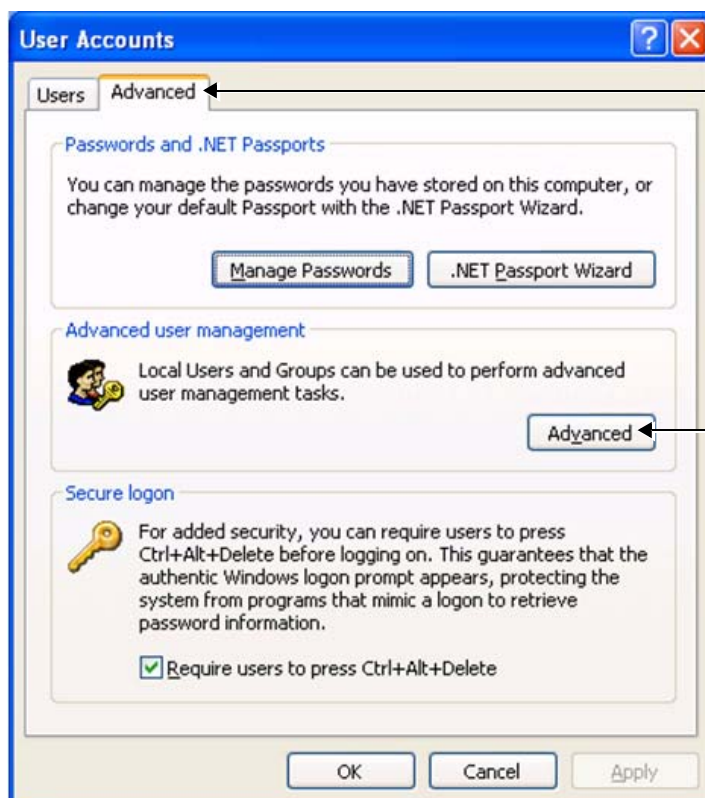 User Accounts
Users Advanced
Passwords and .NET Passports
You can manage the passwords you have stored on this computer, or
change your default Passport with the .NET Passport Wizard.
Manage Passwords .NET Passport Wizard
Advanced user management
Local Users and Groups can be used to perform advanced
user management tasks.
Advanced
Secure logon
For added security, you can require users to press
Ctrl+Alt+Delete before logging on. This guarantees that the
authentic Windows logon prompt appears, protecting the
system from programs that mimic a logon to retrieve
password information.
Require users to press Ctrl+Alt+Delete
OK Cancel Apply